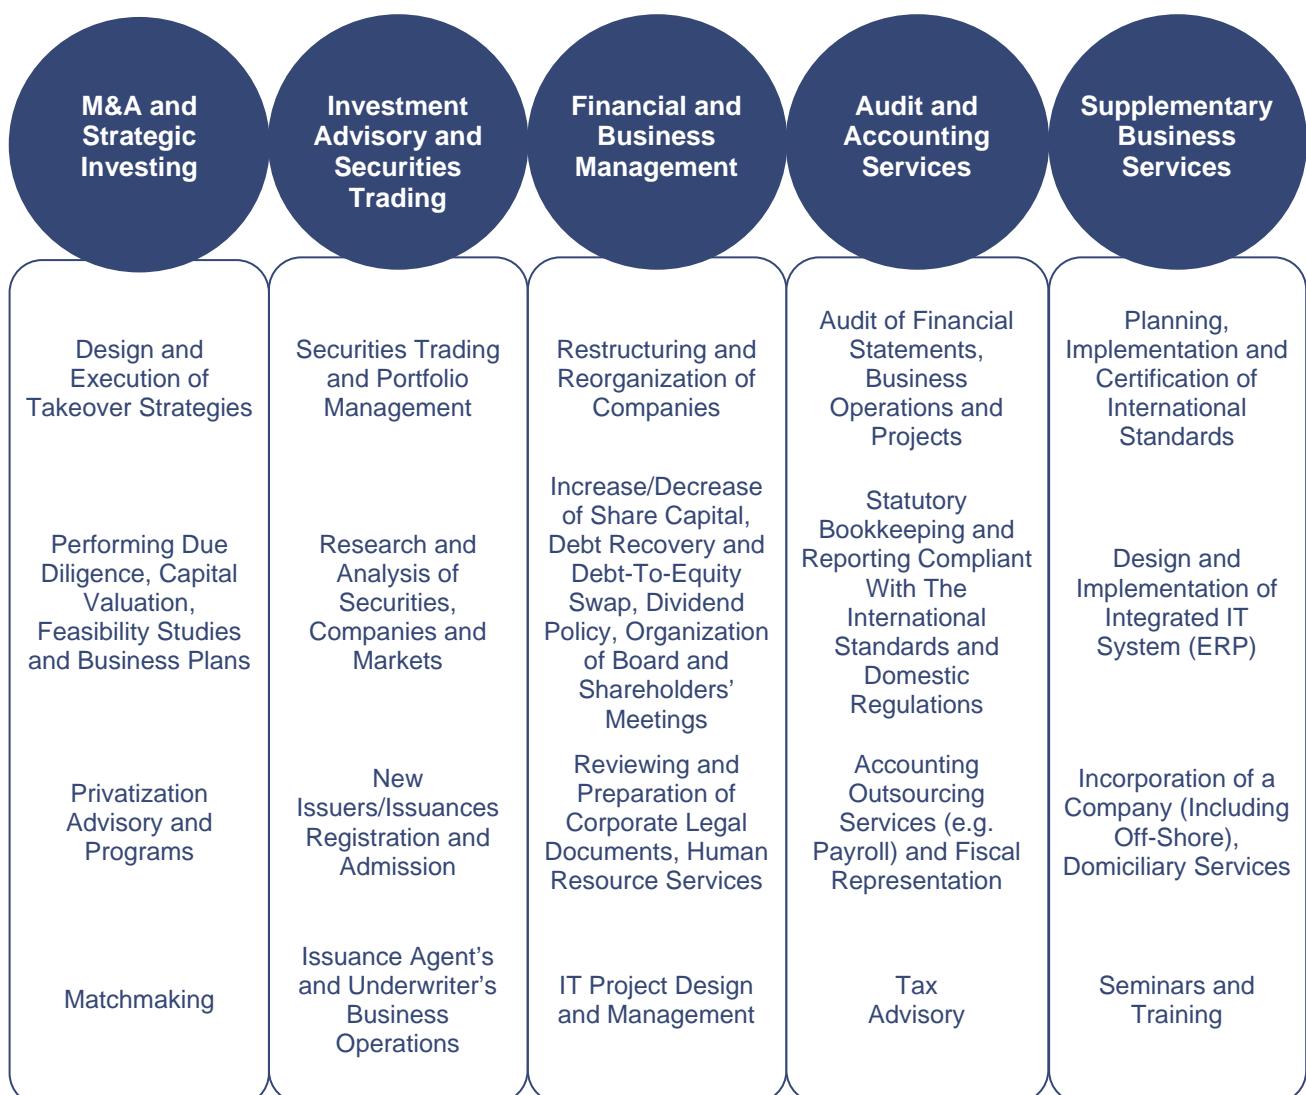 M&A and
Strategic
Investing
Investment
Advisory and
Securities
Trading
Financial and
Business
Management
Audit and
Accounting
Services
Supplementary
Business
Services
Design and
Execution of
Takeover Strategies
Performing Due
Diligence, Capital
Valuation,
Feasibility Studies
and Business Plans
Privatization
Advisory and
Programs
Matchmaking
Securities Trading
and Portfolio
Management
Research and
Analysis of
Securities,
Companies and
Markets
New
Issuers/Issuances
Registration and
Admission
Issuance Agent’s
and Underwriter’s
Business
Operations
Restructuring and
Reorganization of
Companies
Increase/Decrease
of Share Capital,
Debt Recovery and
Debt-To-Equity
Swap, Dividend
Policy, Organization
of Board and
Shareholders’
Meetings
Reviewing and
Preparation of
Corporate Legal
Documents, Human
Resource Services
IT Project Design
and Management
Audit of Financial
Statements,
Business
Operations and
Projects
Statutory
Bookkeeping and
Reporting Compliant
With The
International
Standards and
Domestic
Regulations
Accounting
Outsourcing
Services (e.g.
Payroll) and Fiscal
Representation
Tax
Advisory
Planning,
Implementation and
Certification of
International
Standards
Design and
Implementation of
Integrated IT
System (ERP)
Incorporation of a
Company (Including
Off-Shore),
Domiciliary Services
Seminars and
Training